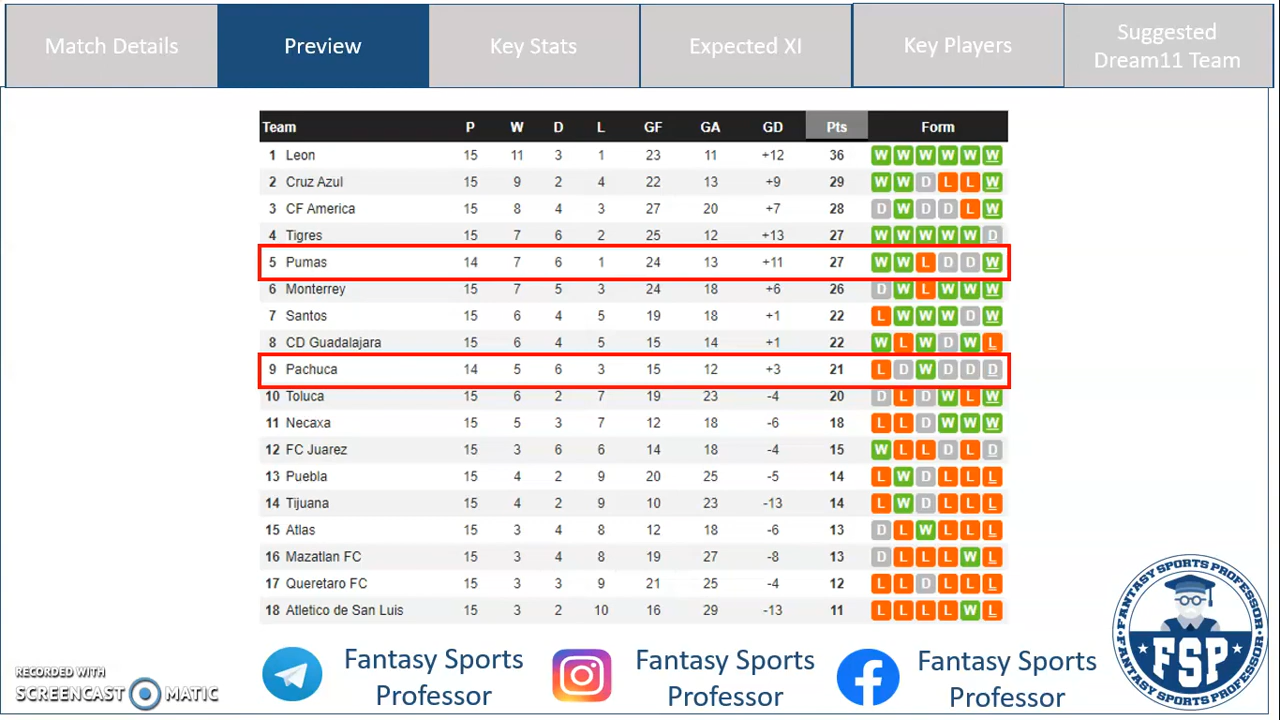 Match Details Preview Key Stats Expected XI Key Players Suggested
Dream11 Team
Team P W D L GF GA GD Pts Form
1 Leon 15 11 3 1 23 11 +12 36 W W W W W W
2 Cruz Azul 15 9 2 4 22 13 +9 29 W W D L L W
3 CF America 15 8 4 3 27 20 +7 28 D W D D L W
4 Tigres 15 7 6 2 25 12 +13 27 W W W W W D
5 Pumas 14 7 6 1 24 13 +11 27 W W L D D W
6 Monterrey 15 7 5 3 24 18 +6 26 D W L W W W
7 Santos 15 6 4 5 19 18 +1 22 L W W W D W
8 CD Guadalajara 15 6 4 5 15 14 +1 22 W L W D W L
9 Pachuca 14 5 6 3 15 12 +3 21 L D W D D D
10 Toluca 15 6 2 7 19 23 -4 20 D L D W L W
11 Necaxa 15 5 3 7 12 18 -6 18 L L D W W W
12 FC Juarez 15 3 6 6 14 18 -4 15 W L L D L D
13 Puebla 15 4 2 9 20 25 -5 14 L W D L L L
14 Tijuana 15 4 2 9 10 23 -13 14 L W D L L L
15 Atlas 15 3 4 8 12 18 -6 13 D L W L L L
16 Mazatlan FC 15 3 4 8 19 27 -8 13 D L L L W L
17 Queretaro FC 15 3 3 9 21 25 -4 12 L L D L L L
18 Atletico de San Luis 15 3 2 10 16 29 -13 11 L L L L W L
RECORDED WITH
SCREENCAST MATIC
Fantasy Sports
Professor
Fantasy Sports
Professor
Fantasy Sports
Professor
FANTASY SPORTS PROFESSOR
FSP
FANTASY SPORTS PROFESSOR